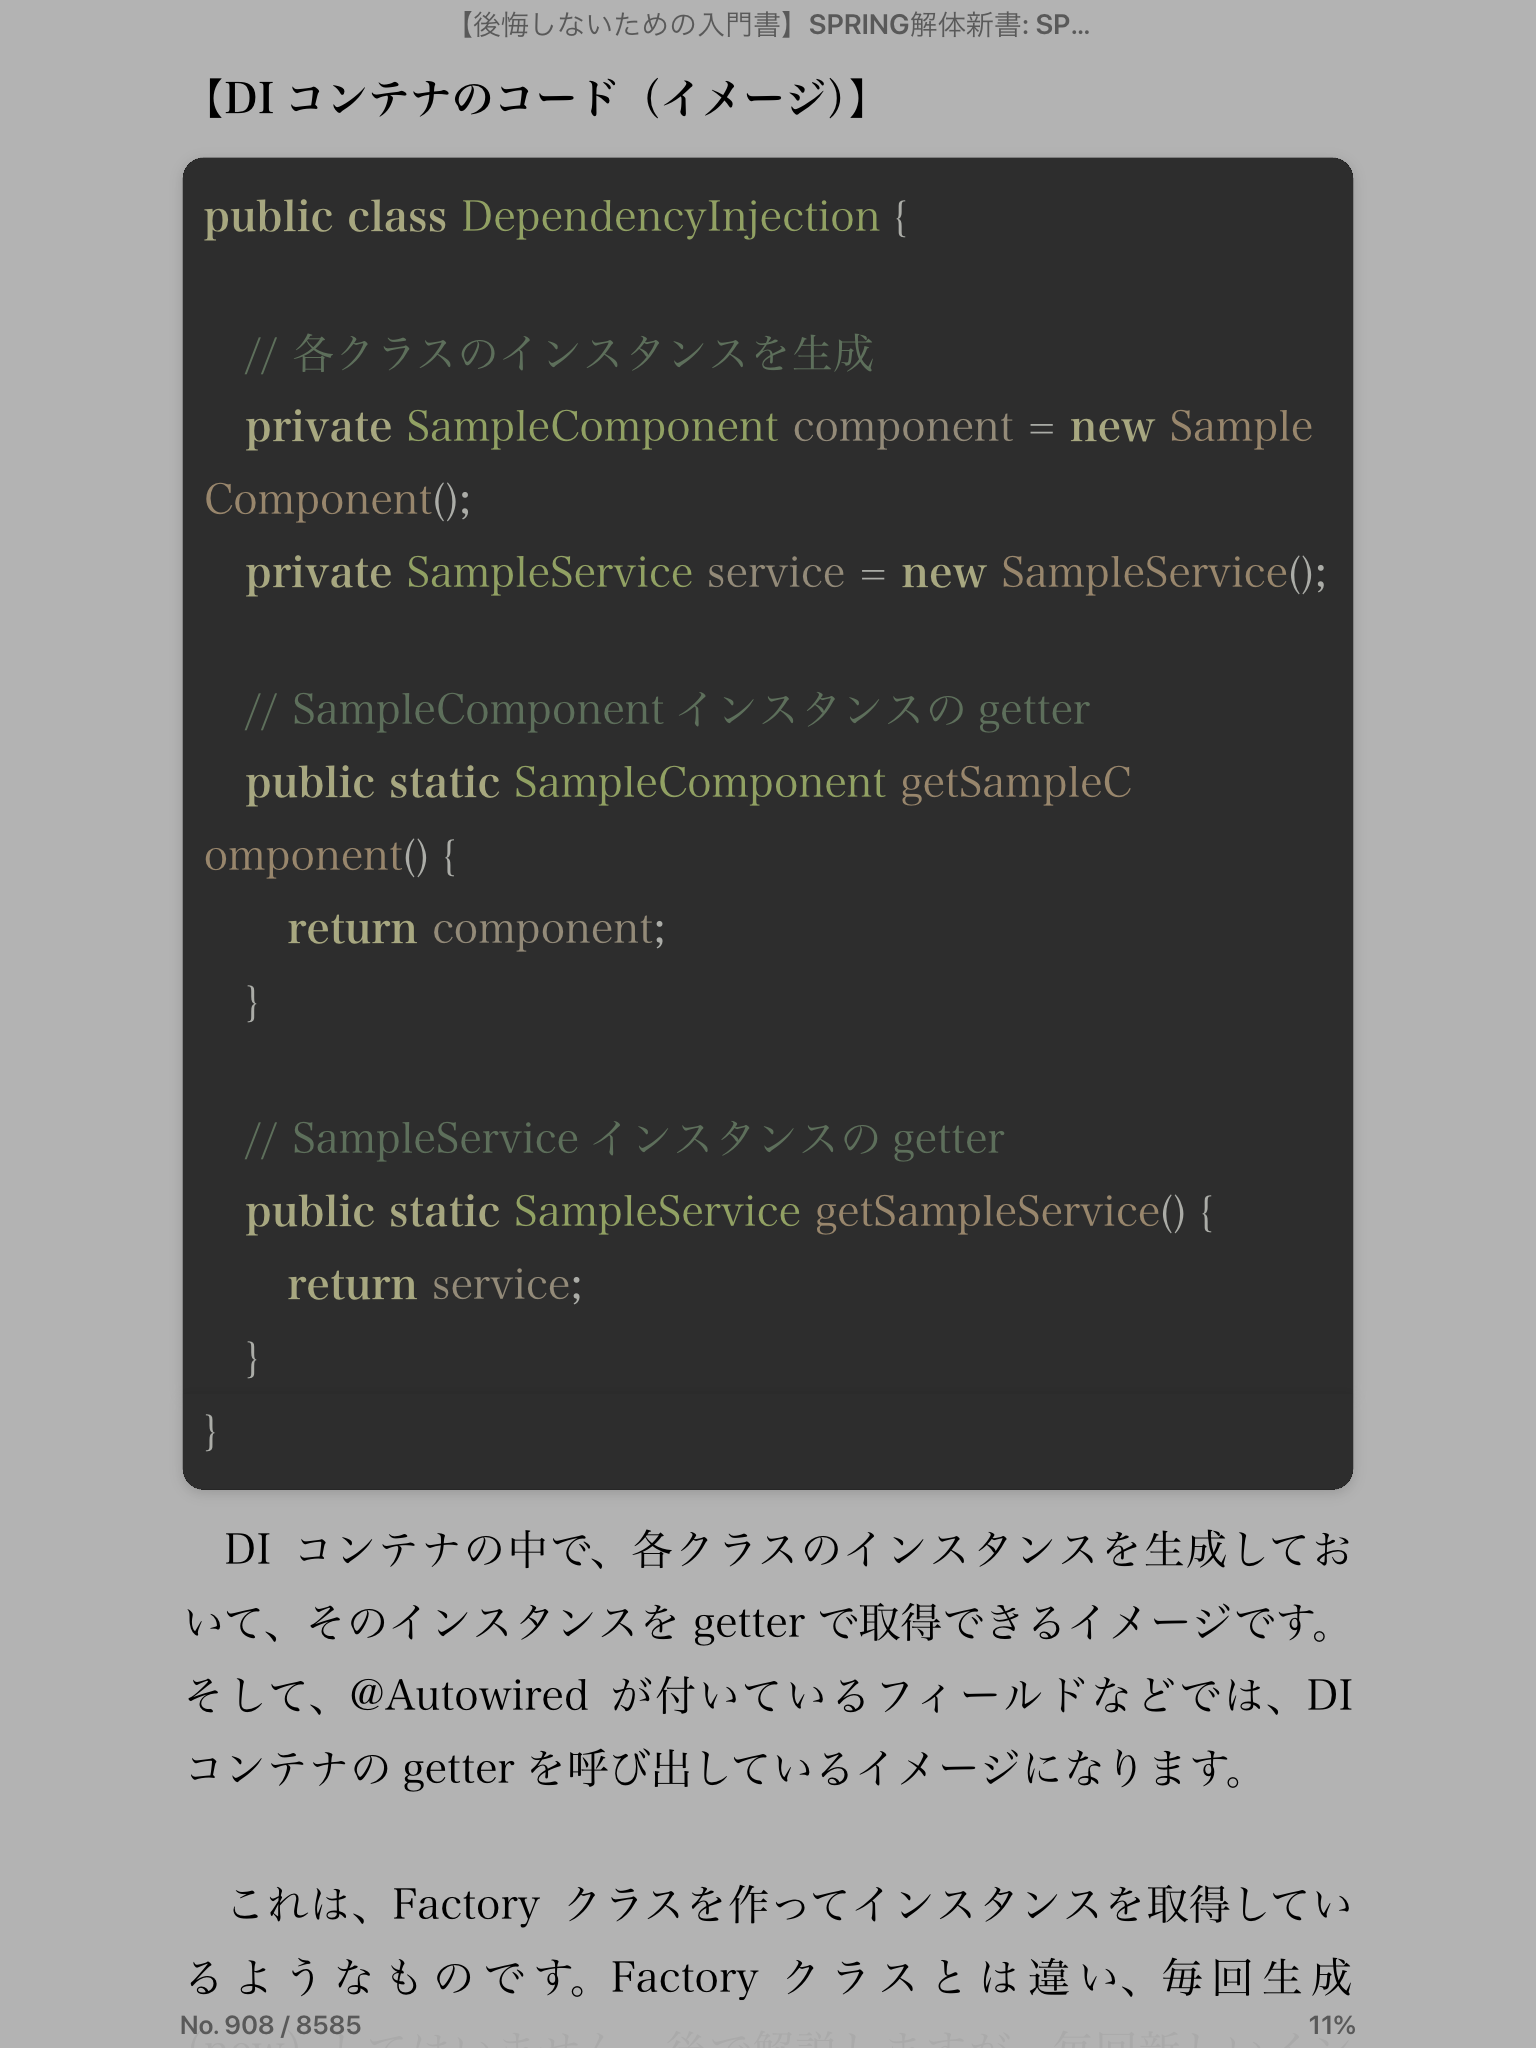 【後悔しないための入門書】SPRING解体新書: SP...
【DI コンテナのコード（イメージ）】
public class DependencyInjection {
// 各クラスのインスタンスを生成
private SampleComponent component = new Sample
Component();
private SampleService service = new SampleService();
// SampleComponent インスタンスの getter
public static SampleComponent getSampleC
omponent() {
return component;
}
// SampleService インスタンスの getter
public static SampleService getSampleService() {
return service;
}
}
DI コンテナの中で、各クラスのインスタンスを生成してお
いて、そのインスタンスを getter で取得できるイメージです。
そして、@Autowired が付いているフィールドなどでは、DI
コンテナの getter を呼び出しているイメージになります。
これは、Factory クラスを作ってインスタンスを取得してい
るようなものです。Factory クラスとは違い、毎回生成
No. 908 / 8585
11%